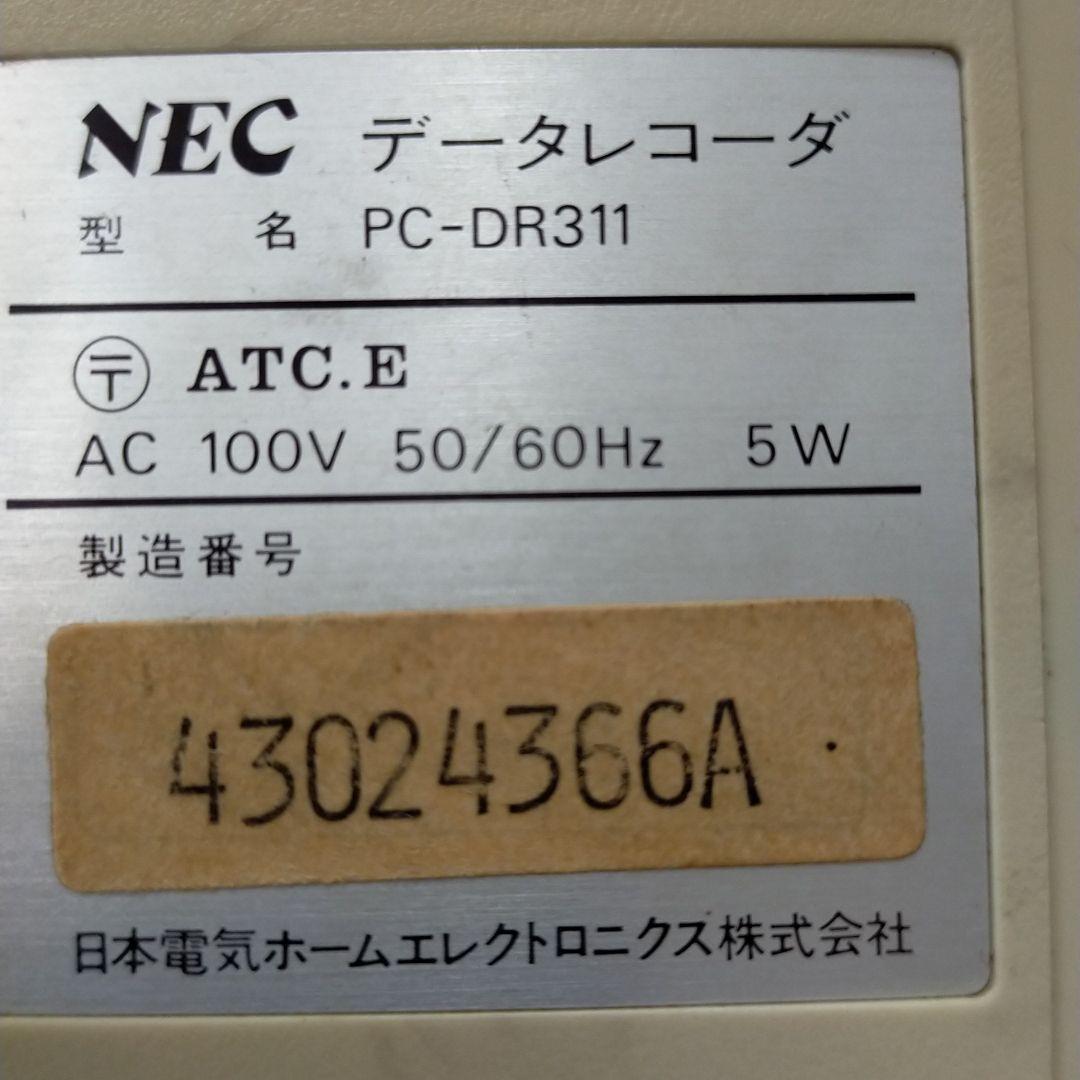 NEC データレコーダ
型名 PC-DR311
〒 ATC.E
AC 100V 50/60Hz 5W
製造番号
43024366A
日本電気ホームエレクトロニクス株式会社